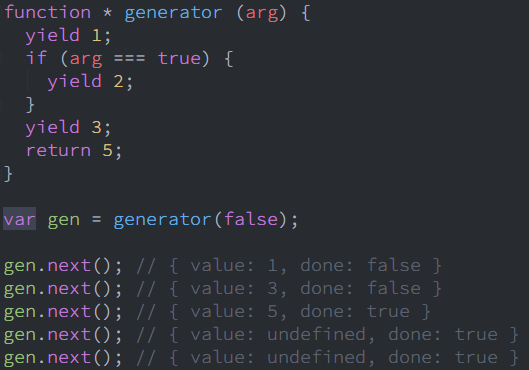 function * generator (arg) {
  yield 1;
  if (arg === true) {
    yield 2;
  }
  yield 3;
  return 5;
}

var gen = generator(false);

gen.next(); // { value: 1, done: false }
gen.next(); // { value: 3, done: false }
gen.next(); // { value: 5, done: true }
gen.next(); // { value: undefined, done: true }
gen.next(); // { value: undefined, done: true }